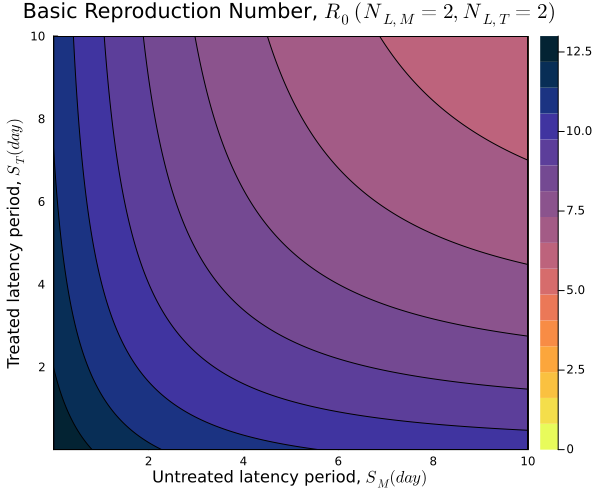 Basic Reproduction Number, R_0 (N_{L,M} = 2, N_{L,T} = 2)
Treated latency period, S_T(day)
10
8
6
4
2
2 4 6 8 10
Untreated latency period, S_M(day)
12.5
10.0
7.5
5.0
2.5
0